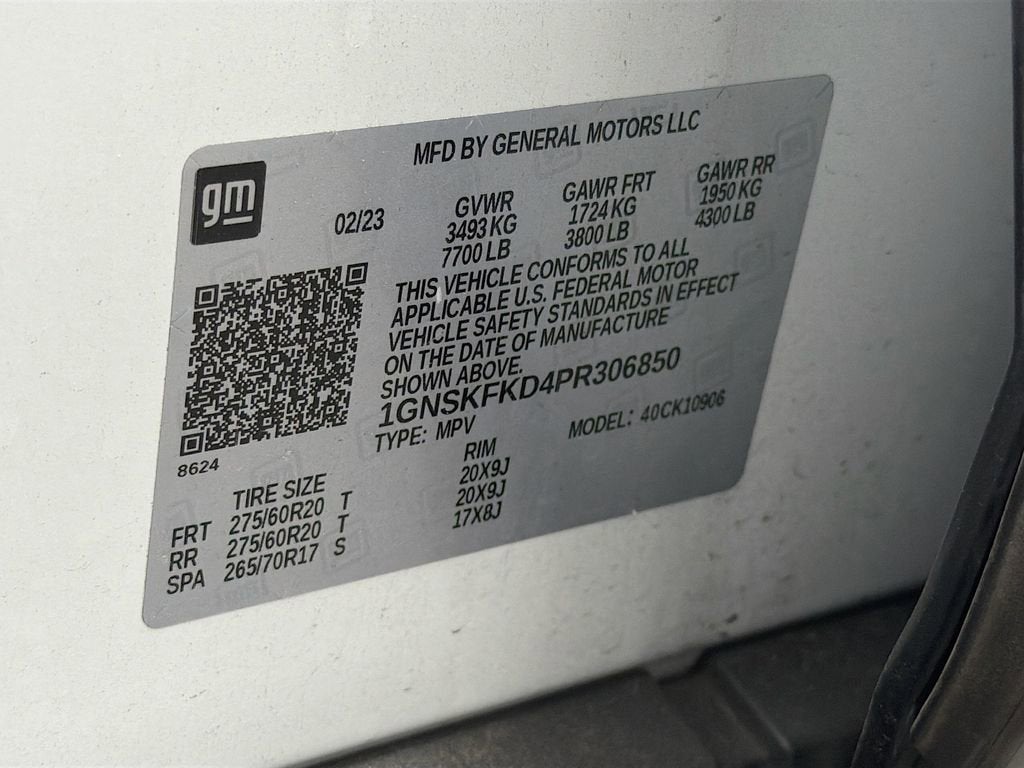 MFD BY GENERAL MOTORS LLC
gm
02/23
GVWR
3493 KG
7700 LB
GAWR FRT
1724 KG
3800 LB
GAWR RR
1950 KG
4300 LB
THIS VEHICLE CONFORMS TO ALL
APPLICABLE U.S. FEDERAL MOTOR
VEHICLE SAFETY STANDARDS IN EFFECT
ON THE DATE OF MANUFACTURE
SHOWN ABOVE.
1GNSKFKD4PR306850
TYPE: MPV
MODEL: 40CK10906
8624
TIRE SIZE RIM
FRT 275/60R20 T 20X9J
RR 275/60R20 T 20X9J
SPA 265/70R17 S 17X8J